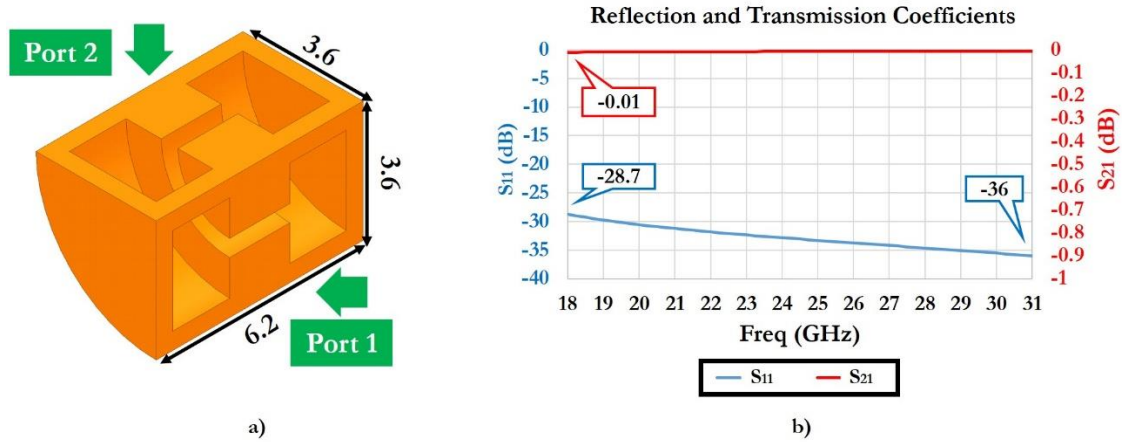 Port 2
3.6
3.6
6.2
Port 1
a)
Reflection and Transmission Coefficients
0
-5
-10
-15
-20
-25
-30
-35
-40
S11 (dB)
-0.01
-28.7
-36
0
-0.1
-0.2
-0.3
-0.4
-0.5
-0.6
-0.7
-0.8
-0.9
-1
S21 (dB)
18 19 20 21 22 23 24 25 26 27 28 29 30 31
Freq (GHz)
S11 S21
b)